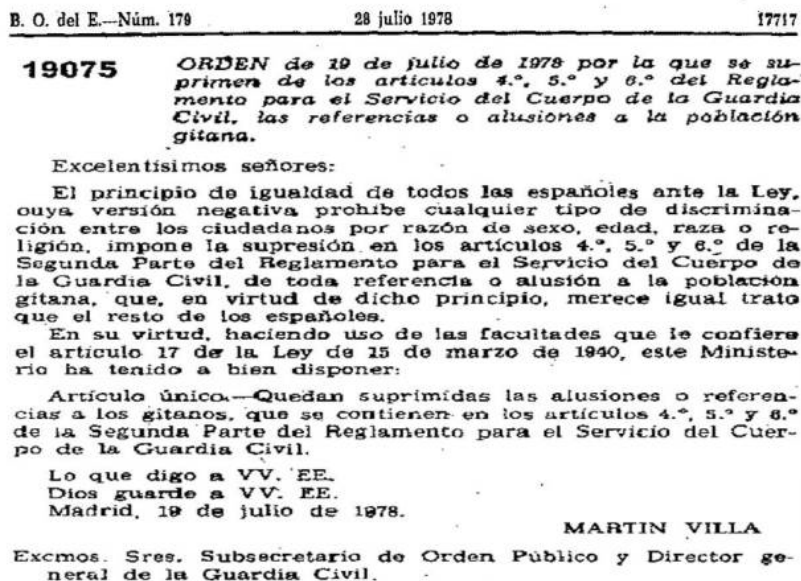 B. O. del E.—Núm. 179 28 julio 1978 17717
19075 ORDEN de 19 de julio de 1978 por la que se su-
primen de los artículos 4.º, 5.º y 6.º del Regla-
mento para el Servicio del Cuerpo de la Guardia
Civil, las referencias o alusiones a la población
gitana.
Excelentísimos señores:
El principio de igualdad de todos las españoles ante la Ley,
cuya versión negativa prohibe cualquier tipo de discrimina-
ción entre los ciudadanos por razón de sexo, edad, raza o re-
ligión, impone la supresión en los artículos 4.º, 5.º y 6.º de la
Segunda Parte del Reglamento para el Servicio del Cuerpo de
la Guardia Civil, de toda referencia o alusión a la población
gitana, que, en virtud de dicho principio, merece igual trato
que el resto de los españoles.
En su virtud, haciendo uso de las facultades que le confiere
el artículo 17 de la Ley de 15 de marzo de 1940, este Ministe-
rio ha tenido a bien disponer:
Artículo único.—Quedan suprimidas las alusiones o referen-
cias a los gitanos, que se contienen en los artículos 4.º, 5.º y 6.º
de la Segunda Parte del Reglamento para el Servicio del Cuer-
po de la Guardia Civil.
Lo que digo a VV. EE.
Dios guarde a VV. EE.
Madrid, 19 de julio de 1978.
MARTIN VILLA
Excmos. Sres. Subsecretario de Orden Público y Director ge-
neral de la Guardia Civil.